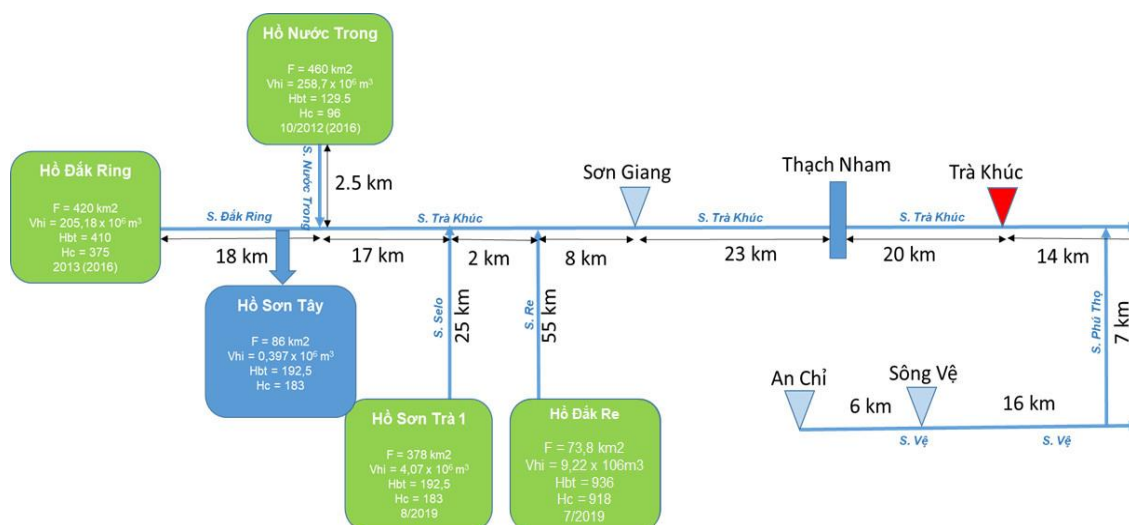 Hồ Nước Trong
F = 460 km2
Vhi = 258,7 x 10⁶ m³
Hbt = 129.5
Hc = 96
10/2012 (2016)
Hồ Đắk Ring
F = 420 km2
Vhi = 205,18 x 10⁶ m³
Hbt = 410
Hc = 375
2013 (2016)
S. Nước Trong
2.5 km
Sơn Giang
Thạch Nham
Trà Khúc
S. Đắk Ring
S. Trà Khúc
S. Trà Khúc
S. Trà Khúc
18 km
17 km
2 km
8 km
23 km
20 km
14 km
Hồ Sơn Tây
F = 86 km2
Vhi = 0,397 x 10⁶ m³
Hbt = 192,5
Hc = 183
S. Selo
25 km
S. Re
55 km
S. Phú Thọ
7 km
An Chỉ
Sông Vệ
6 km
16 km
S. Vệ
S. Vệ
Hồ Sơn Trà 1
F = 378 km2
Vhi = 4,07 x 10⁶ m³
Hbt = 192,5
Hc = 183
8/2019
Hồ Đắk Re
F = 73,8 km2
Vhi = 9,22 x 106m3
Hbt = 936
Hc = 918
7/2019